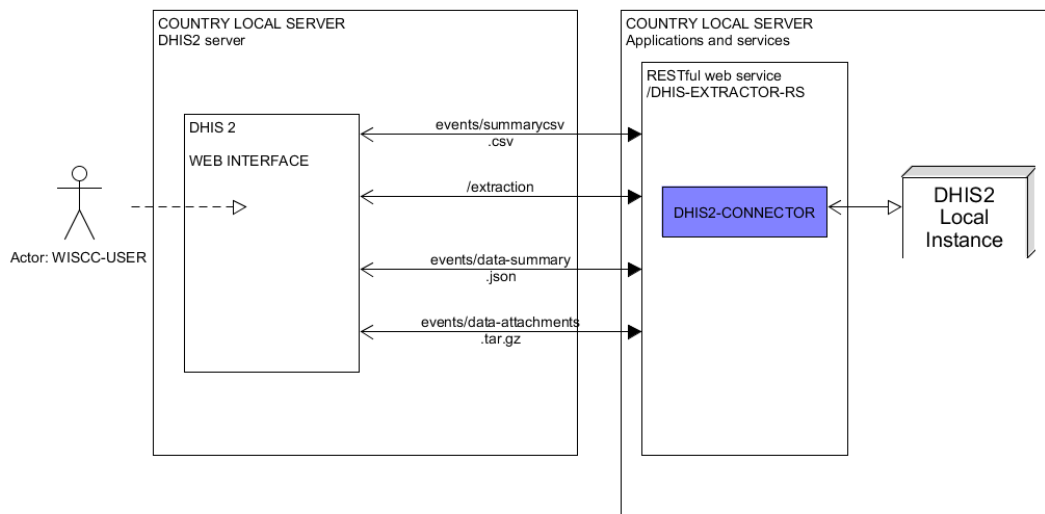 COUNTRY LOCAL SERVER
DHIS2 server
COUNTRY LOCAL SERVER
Applications and services
RESTful web service
/DHIS-EXTRACTOR-RS
DHIS 2
WEB INTERFACE
events/summarycsv
.csv
/extraction
events/data-summary
.json
events/data-attachments
.tar.gz
DHIS2-CONNECTOR
DHIS2
Local
Instance
Actor: WISCC-USER